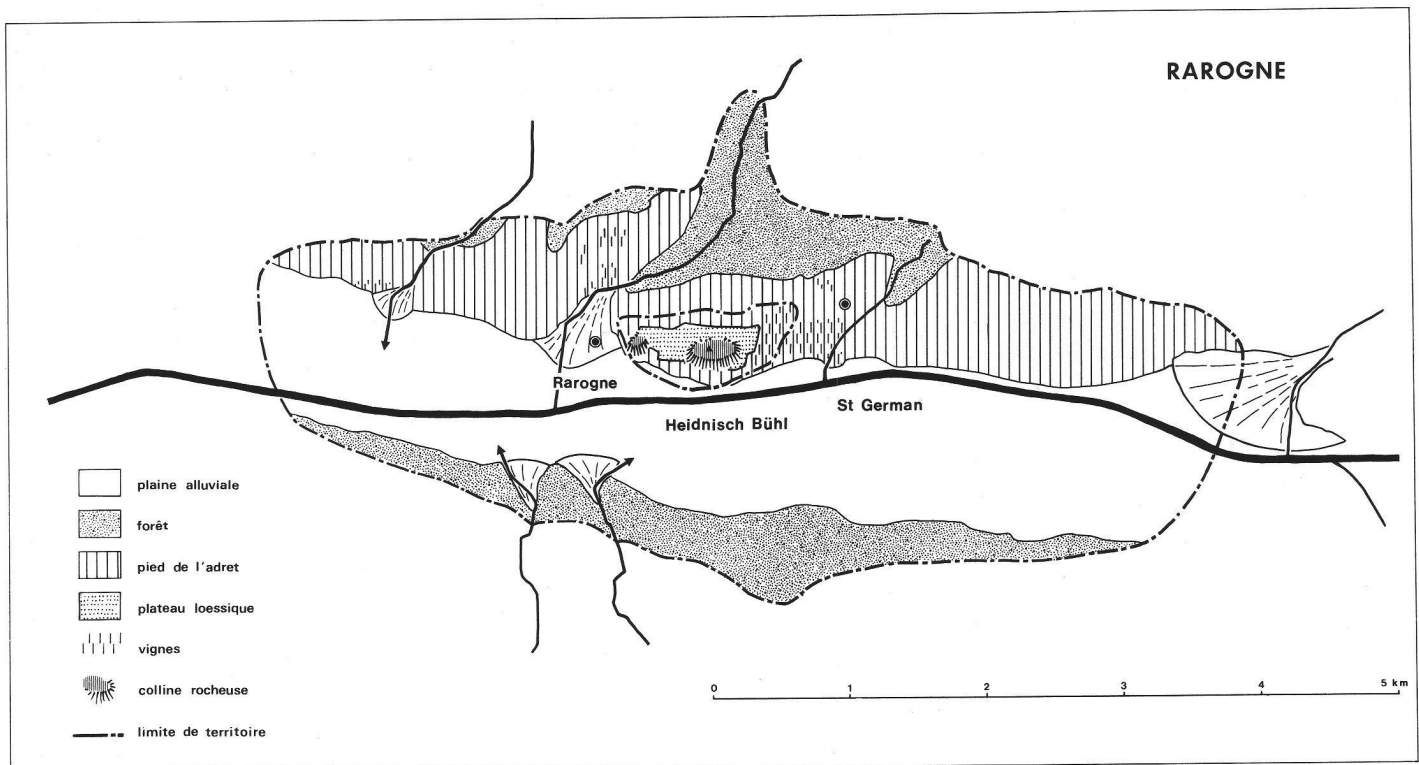 RAROGNE
Rarogne
Heidnisch Bühl
St German
plaine alluviale
forêt
pied de l'adret
plateau loessique
vignes
colline rocheuse
limite de territoire
0 1 2 3 4 5 km